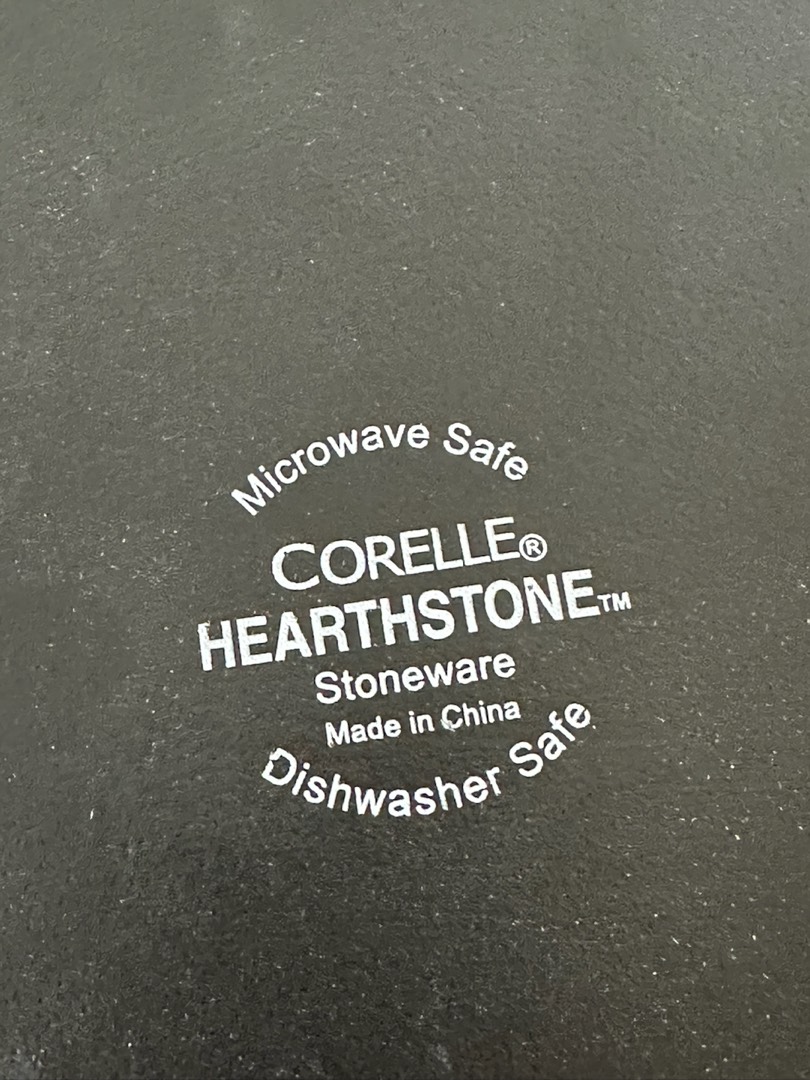 Microwave Safe
CORELLE®
HEARTHSTONE™
Stoneware
Made in China
Dishwasher Safe